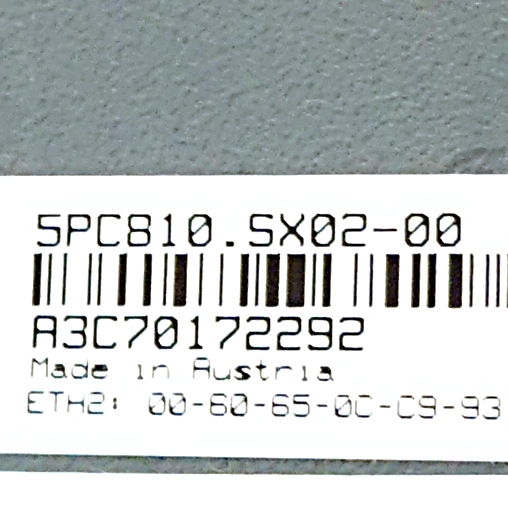 5PC810.SX02-00
A3C70172292
Made in Austria
ETH2: 00-60-65-0C-C9-93